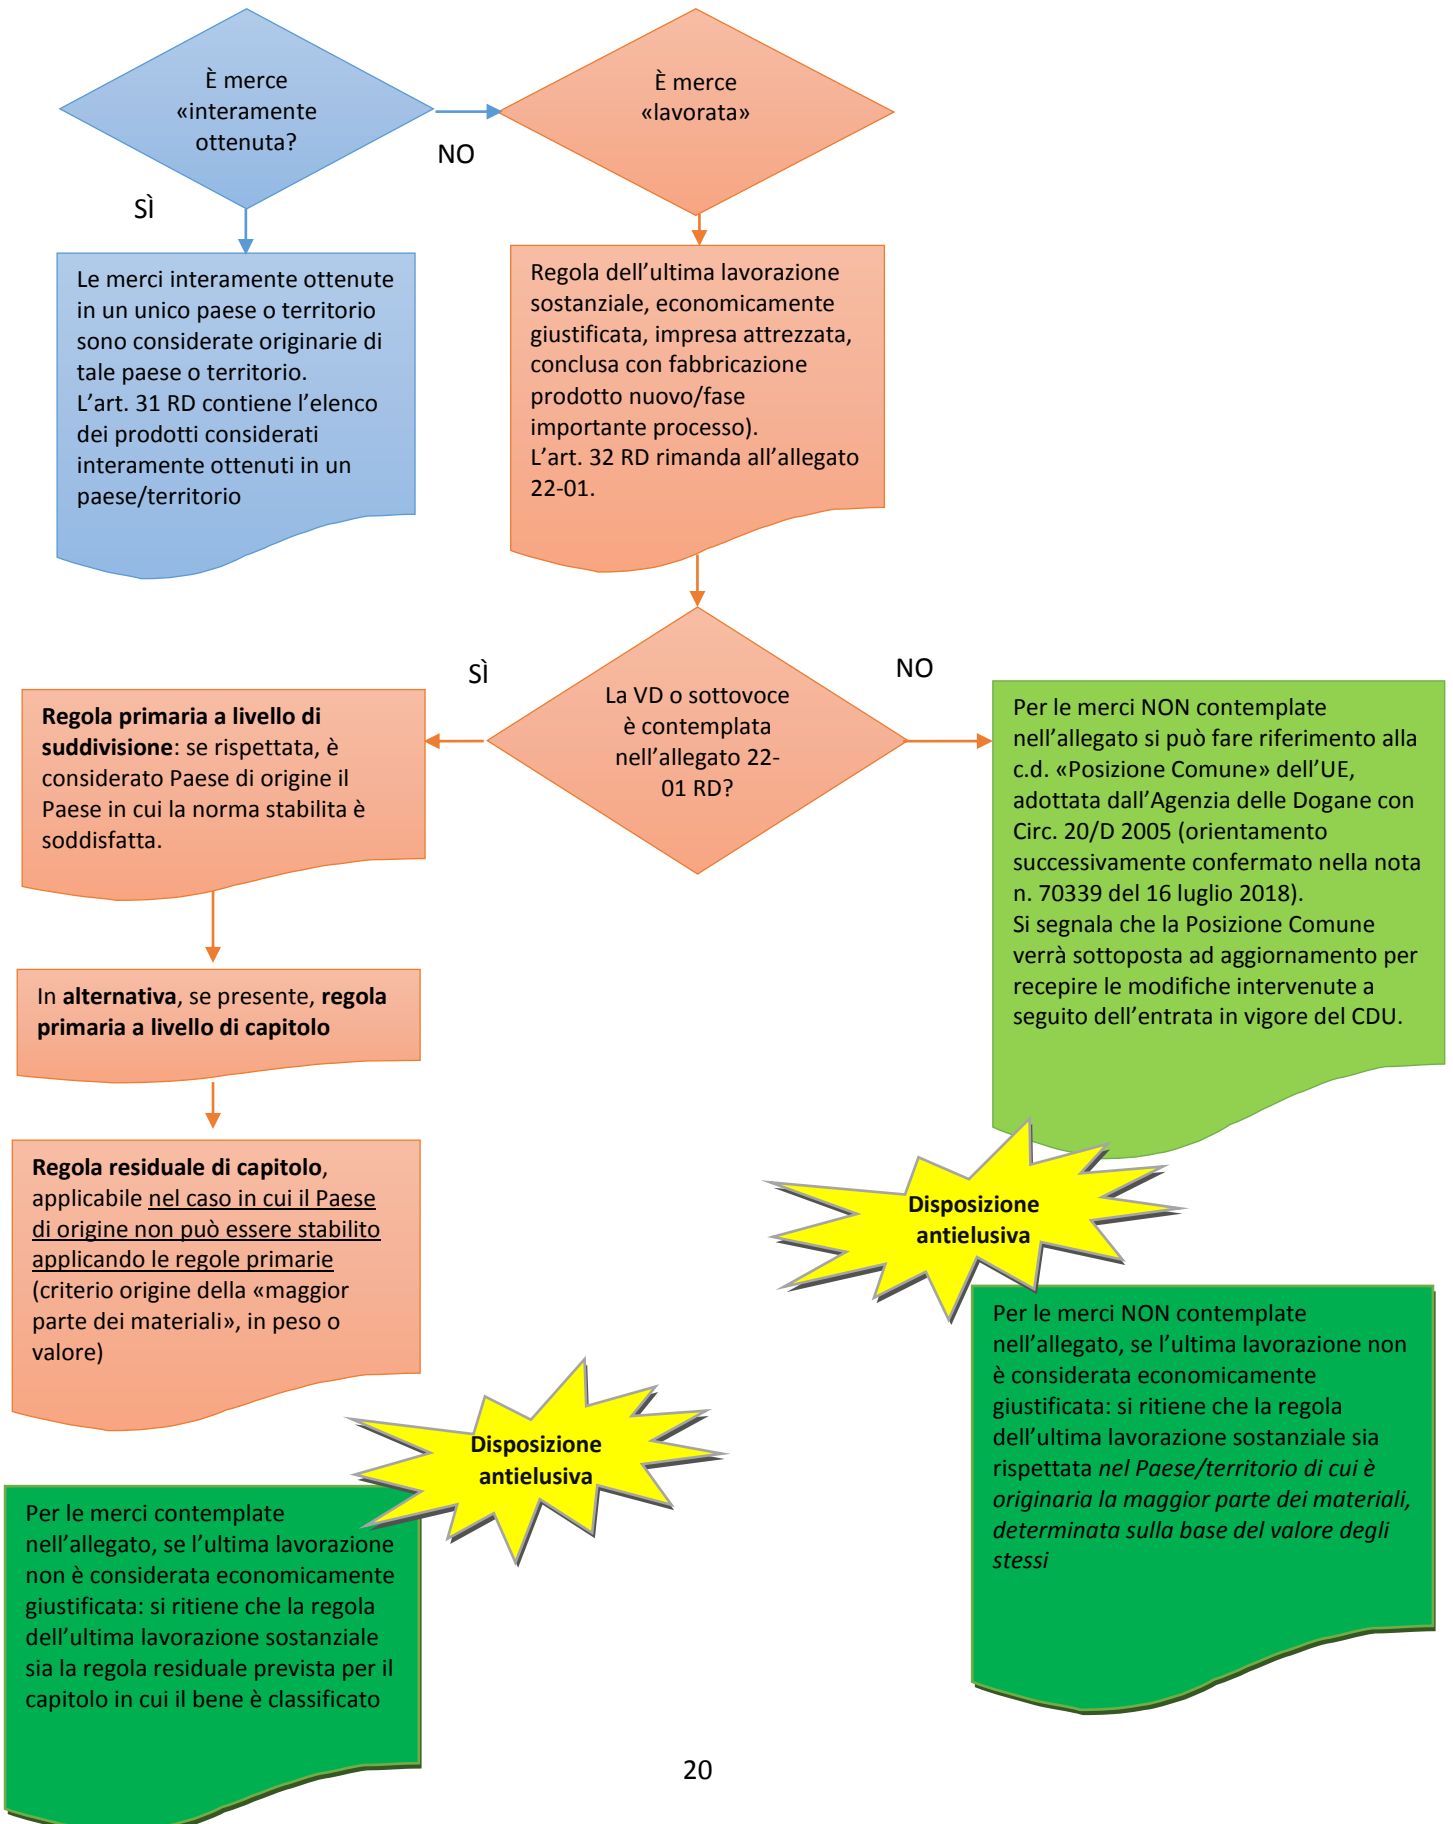 È merce
«interamente
ottenuta?
È merce
«lavorata»
NO
SÌ
Le merci interamente ottenute
in un unico paese o territorio
sono considerate originarie di
tale paese o territorio.
L’art. 31 RD contiene l’elenco
dei prodotti considerati
interamente ottenuti in un
paese/territorio
Regola dell’ultima lavorazione
sostanziale, economicamente
giustificata, impresa attrezzata,
conclusa con fabbricazione
prodotto nuovo/fase
importante processo).
L’art. 32 RD rimanda all’allegato
22-01.
La VD o sottovoce
è contemplata
nell’allegato 22-
01 RD?
SÌ
NO
Regola primaria a livello di
suddivisione: se rispettata, è
considerato Paese di origine il
Paese in cui la norma stabilita è
soddisfatta.
In alternativa, se presente, regola
primaria a livello di capitolo
Regola residuale di capitolo,
applicabile nel caso in cui il Paese
di origine non può essere stabilito
applicando le regole primarie
(criterio origine della «maggior
parte dei materiali», in peso o
valore)
Disposizione
antielusiva
Per le merci contemplate
nell’allegato, se l’ultima lavorazione
non è considerata economicamente
giustificata: si ritiene che la regola
dell’ultima lavorazione sostanziale
sia la regola residuale prevista per il
capitolo in cui il bene è classificato
Per le merci NON contemplate
nell’allegato si può fare riferimento alla
c.d. «Posizione Comune» dell’UE,
adottata dall’Agenzia delle Dogane con
Circ. 20/D 2005 (orientamento
successivamente confermato nella nota
n. 70339 del 16 luglio 2018).
Si segnala che la Posizione Comune
verrà sottoposta ad aggiornamento per
recepire le modifiche intervenute a
seguito dell’entrata in vigore del CDU.
Disposizione
antielusiva
Per le merci NON contemplate
nell’allegato, se l’ultima lavorazione non
è considerata economicamente
giustificata: si ritiene che la regola
dell’ultima lavorazione sostanziale sia
rispettata nel Paese/territorio di cui è
originaria la maggior parte dei materiali,
determinata sulla base del valore degli
stessi
20